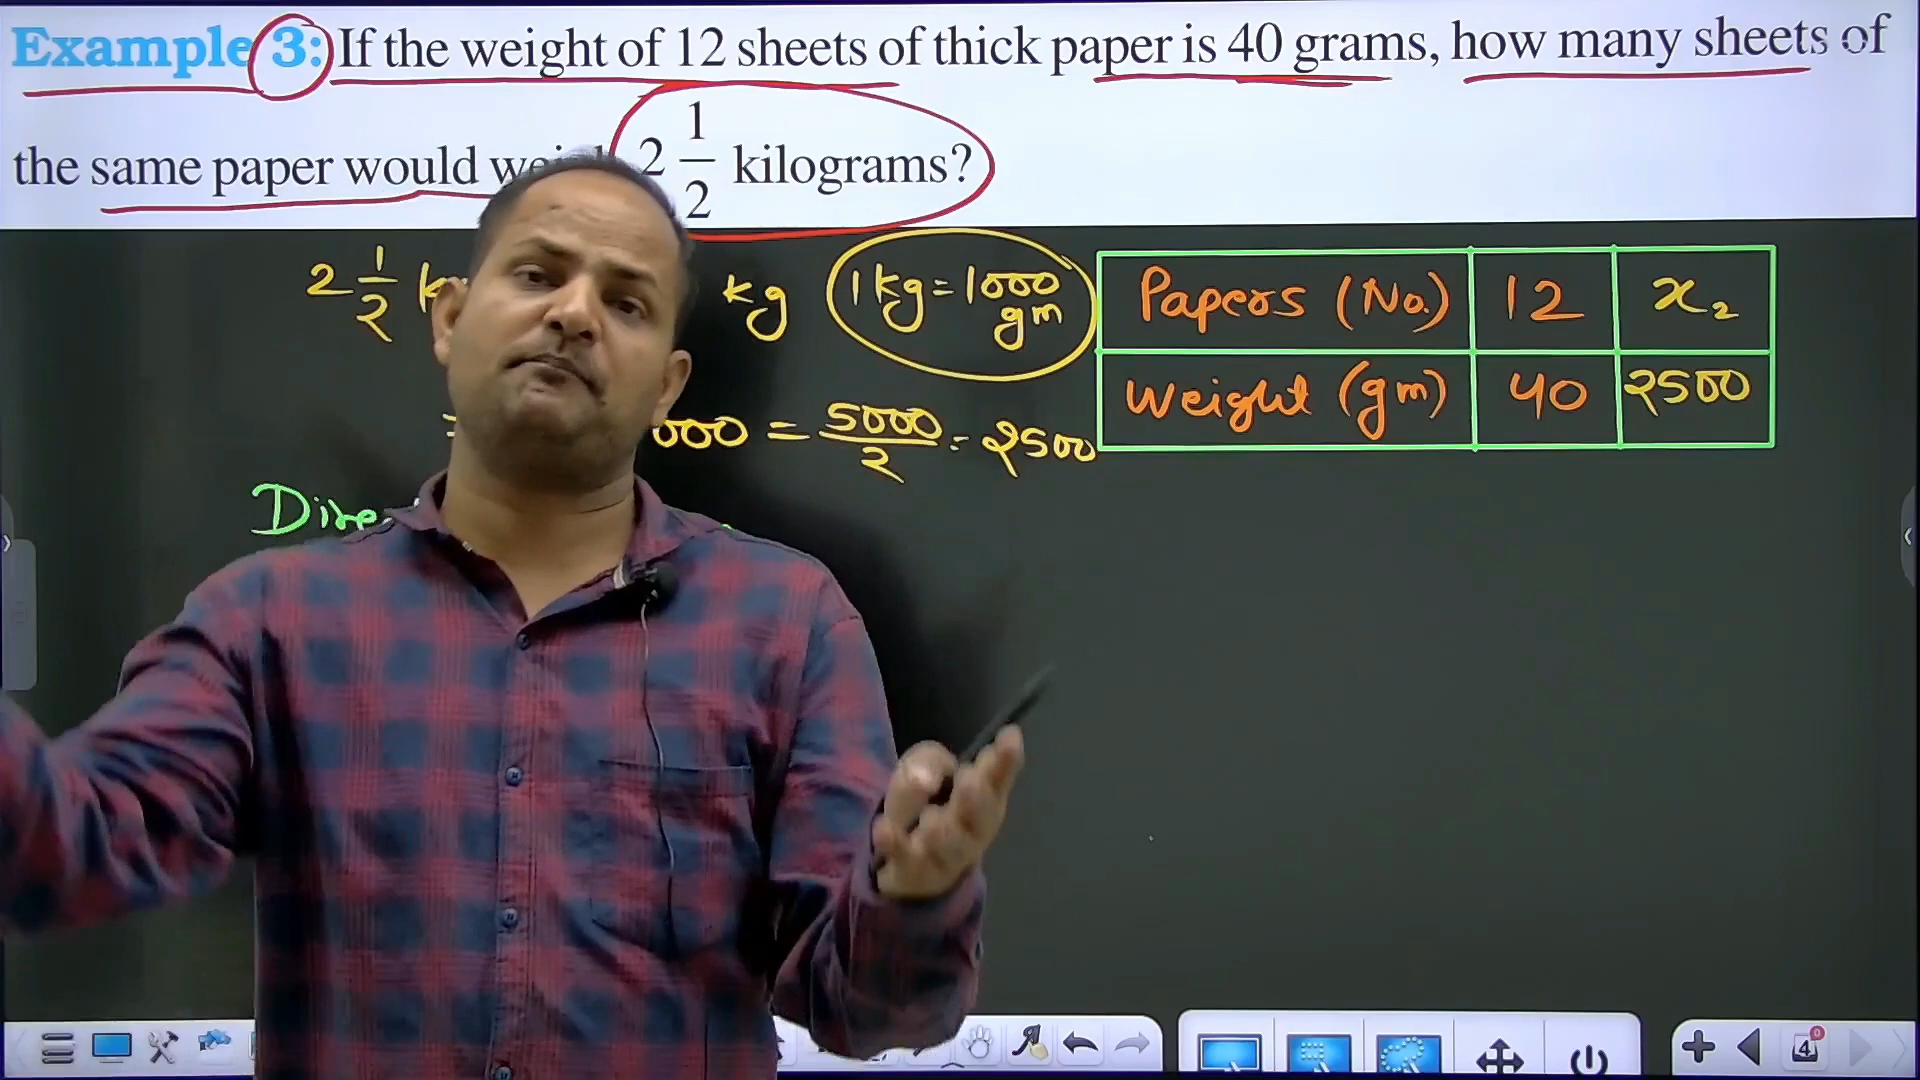 Example 3: If the weight of 12 sheets of thick paper is 40 grams, how many sheets of
the same paper would 2 1/2 kilograms?
2 1/2 kg 1kg=1000
gm
= 000 = 5000/2 = 2500
Papers (No.) 12 x₂
Weight (gm) 40 2500
4
0